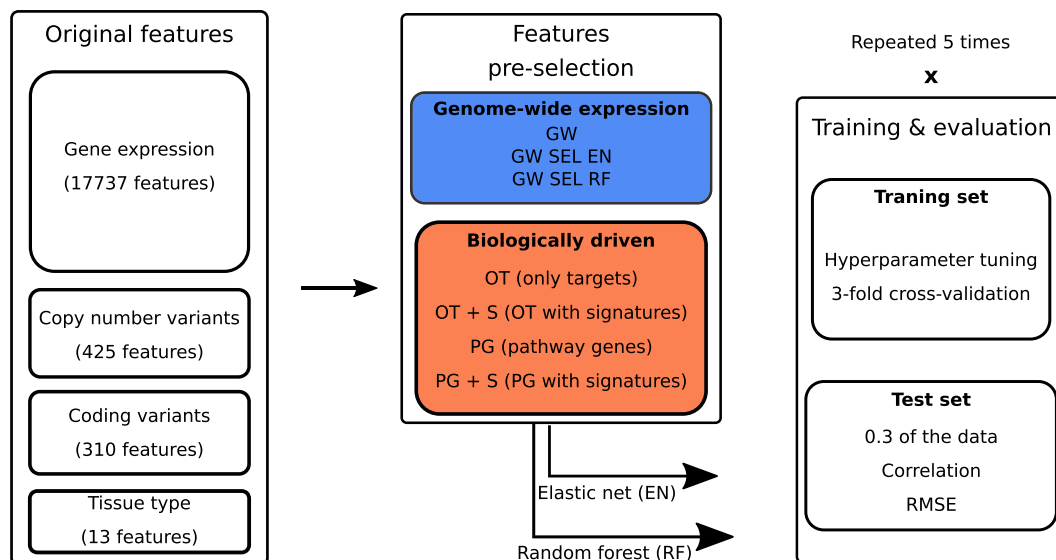 Original features
Gene expression
(17737 features)
Copy number variants
(425 features)
Coding variants
(310 features)
Tissue type
(13 features)
Features
pre-selection
Genome-wide expression
GW
GW SEL EN
GW SEL RF
Biologically driven
OT (only targets)
OT + S (OT with signatures)
PG (pathway genes)
PG + S (PG with signatures)
Elastic net (EN)
Random forest (RF)
Repeated 5 times
x
Training & evaluation
Traning set
Hyperparameter tuning
3-fold cross-validation
Test set
0.3 of the data
Correlation
RMSE